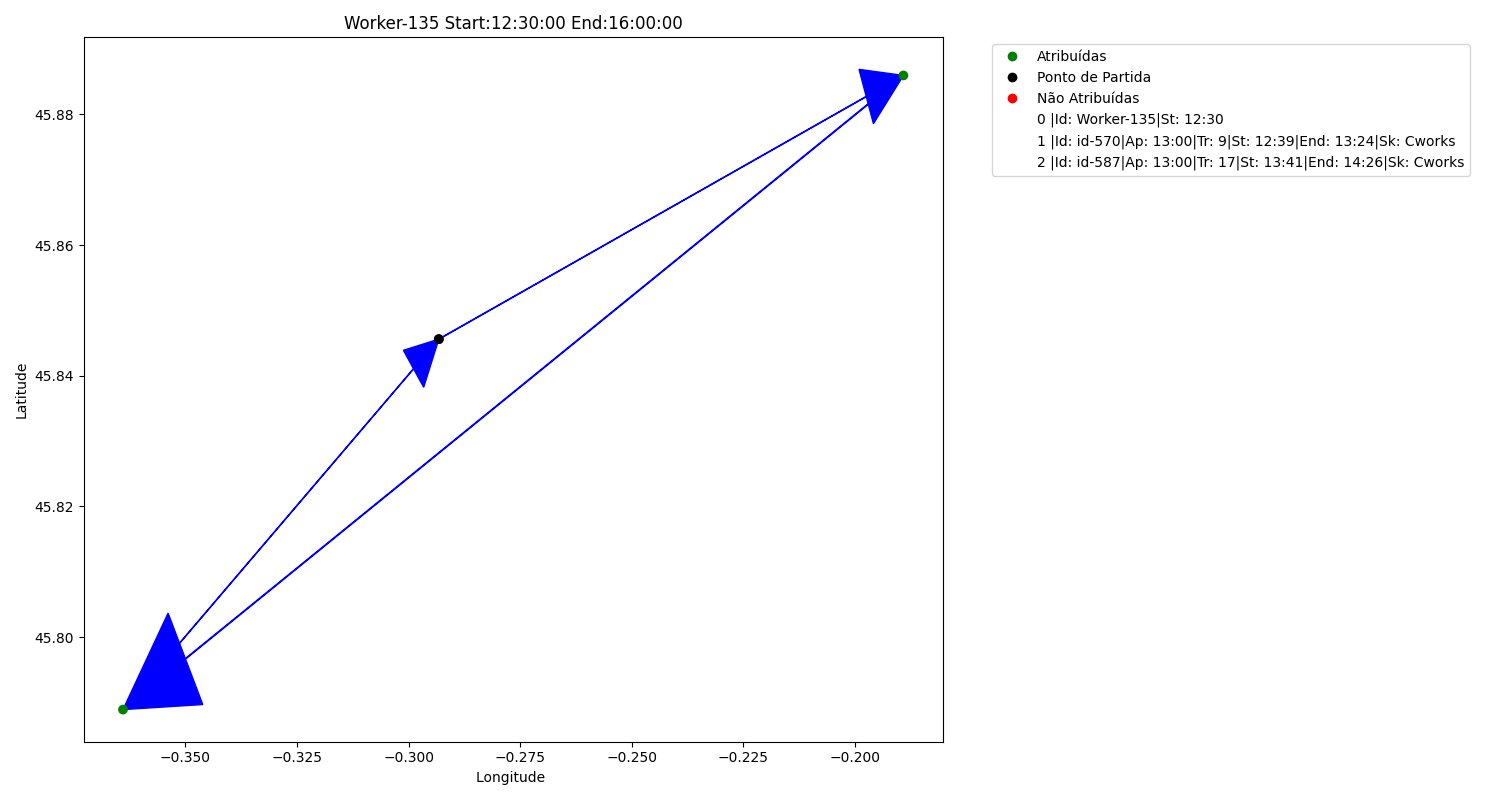 Worker-135 Start:12:30:00 End:16:00:00
Atribuídas
Ponto de Partida
Não Atribuídas
0 |Id: Worker-135|St: 12:30
1 |Id: id-570|Ap: 13:00|Tr: 9|St: 12:39|End: 13:24|Sk: Cworks
2 |Id: id-587|Ap: 13:00|Tr: 17|St: 13:41|End: 14:26|Sk: Cworks
Latitude
45.88
45.86
45.84
45.82
45.80
−0.350 −0.325 −0.300 −0.275 −0.250 −0.225 −0.200
Longitude